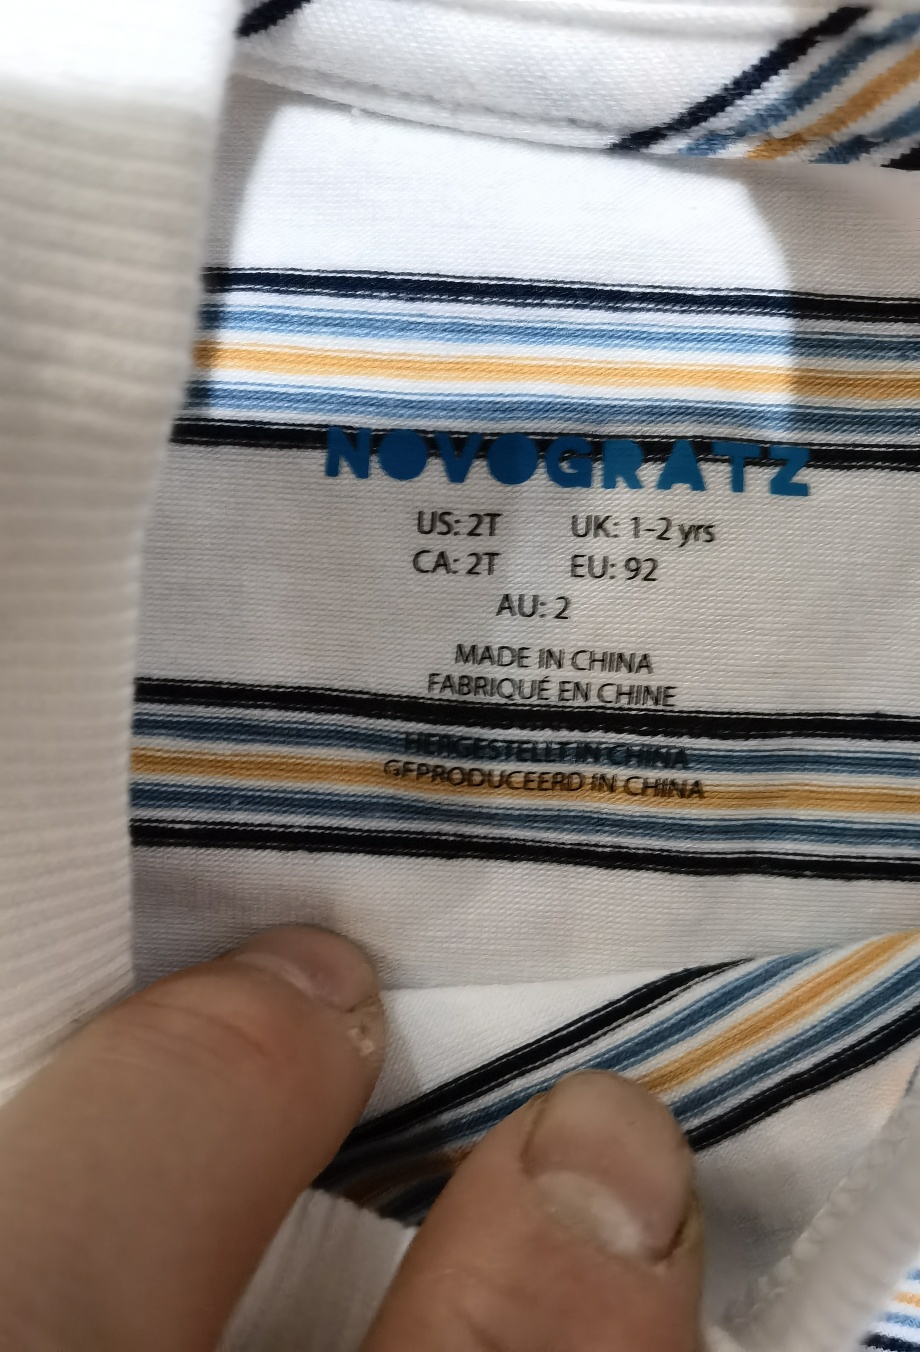 NOVOGRATZ
US: 2T UK: 1-2 yrs
CA: 2T EU: 92
AU: 2
MADE IN CHINA
FABRIQUÉ EN CHINE
HERGESTELLT IN CHINA
GEPRODUCEERD IN CHINA